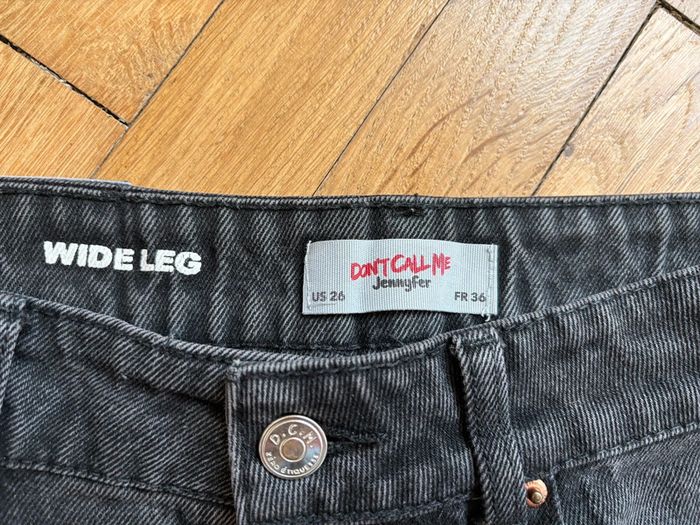 WIDE LEG
DON'T CALL ME
Jennyfer
US 26
FR 36
D.C.M.